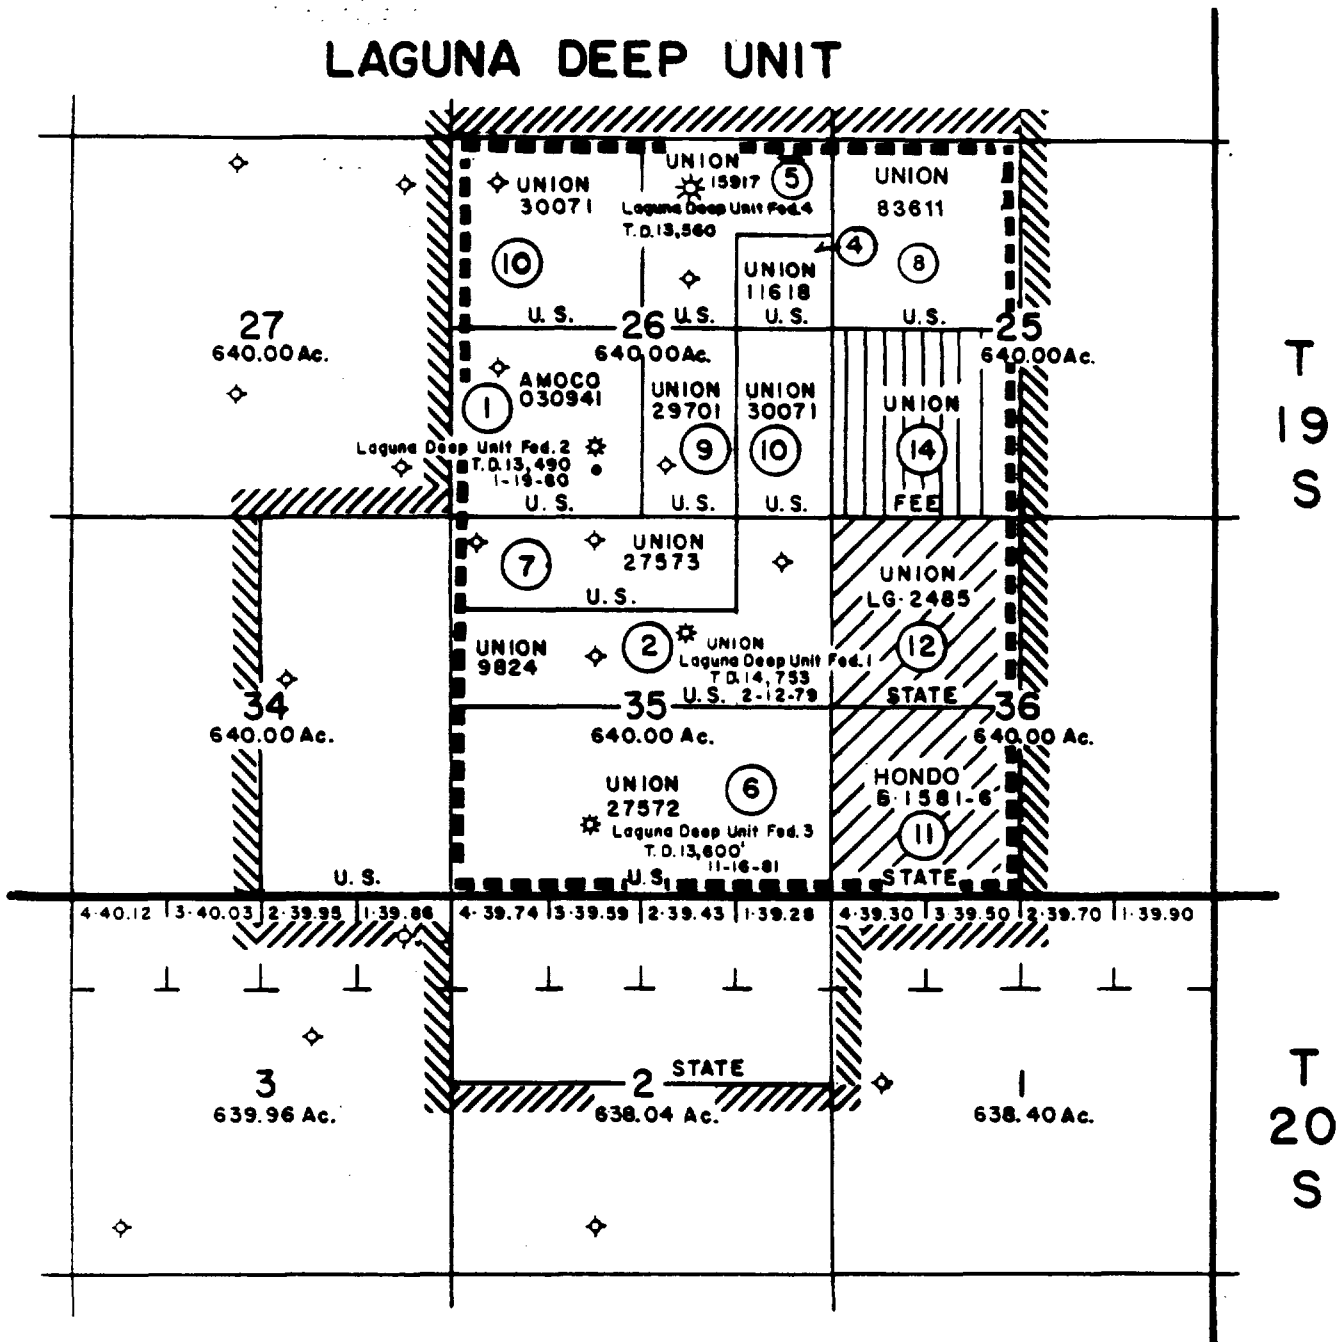 LAGUNA DEEP UNIT
UNION
15917
5
UNION
30071
UNION
83611
Laguna Deep Unit Fed. 4
T.D. 13,560
4
10
8
UNION
11618
U.S.
U.S.
U.S.
U.S.
27
640.00 Ac.
26
640.00 Ac.
25
640.00 Ac.
T
19
S
AMOCO
030941
1
UNION
29701
UNION
30071
UNION
9
10
14
Laguna Deep Unit Fed. 2
T.D. 13,490
1-19-80
U.S.
U.S.
U.S.
FEE
7
UNION
27573
U.S.
UNION
LG-2485
12
UNION
9824
2
UNION
Laguna Deep Unit Fed. 1
T.D. 14,753
U.S. 2-12-79
STATE
34
640.00 Ac.
35
640.00 Ac.
36
640.00 Ac.
UNION
27572
6
HONDO
11
Laguna Deep Unit Fed. 3
T.D. 13,600'
11-16-81
U.S.
U.S.
STATE
4-40.12 3-40.03 2-39.95 1-39.86 4-39.74 3-39.59 2-39.43 1-39.28 4-39.30 3-39.50 2-39.70 1-39.90
STATE
3
639.96 Ac.
2
638.04 Ac.
1
638.40 Ac.
T
20
S